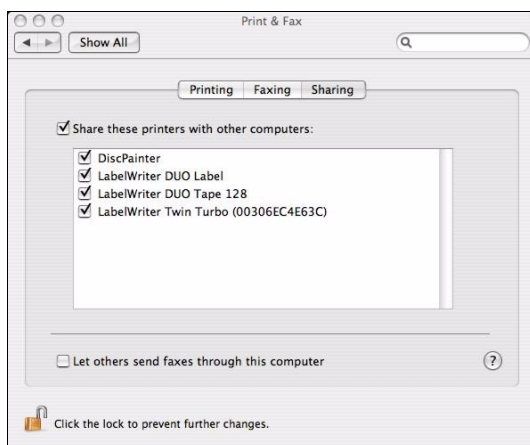 Print & Fax
Show All
Printing Faxing Sharing
Share these printers with other computers:
DiscPainter
LabelWriter DUO Label
LabelWriter DUO Tape 128
LabelWriter Twin Turbo (00306EC4E63C)
Let others send faxes through this computer
?
Click the lock to prevent further changes.